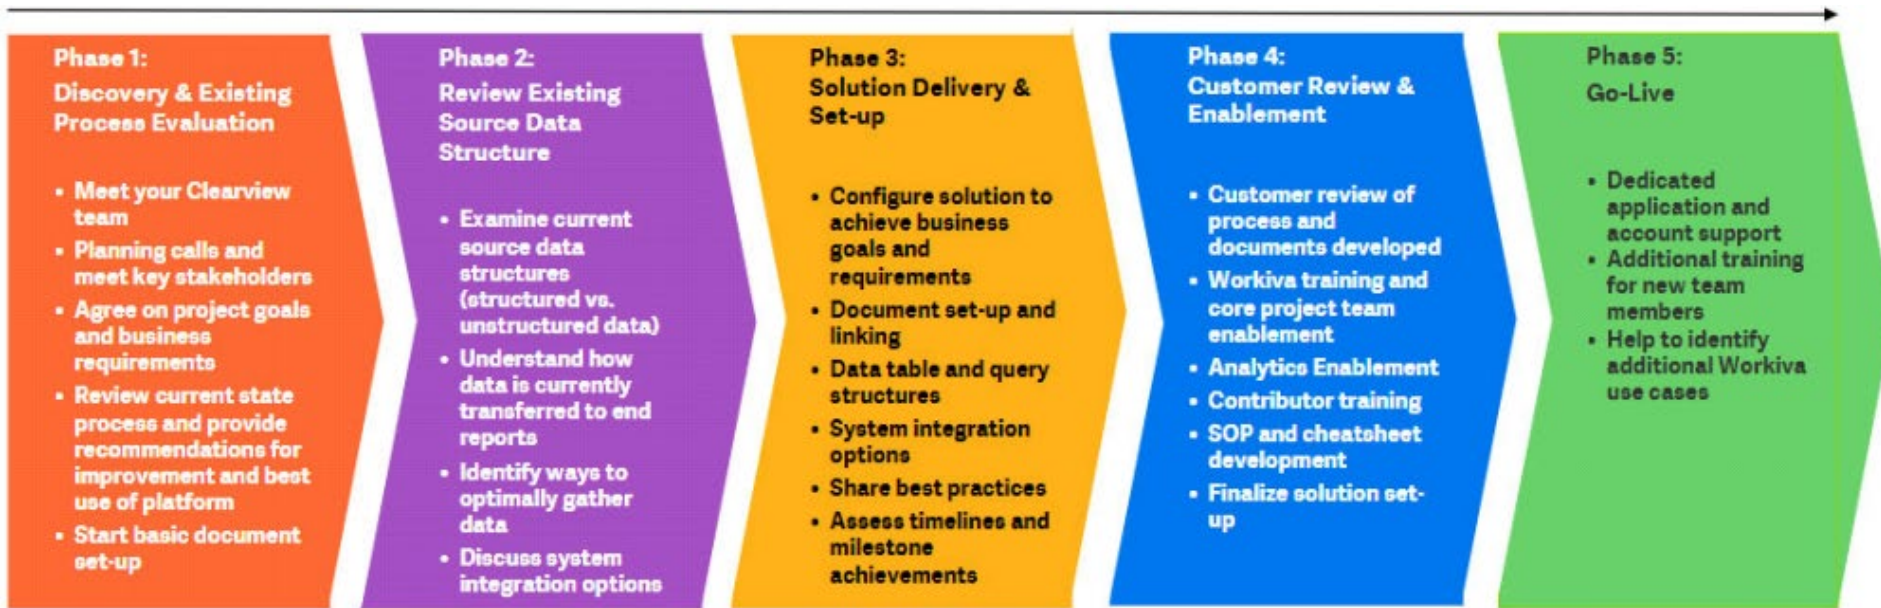 Phase 1:
Discovery & Existing
Process Evaluation
• Meet your Clearview
team
• Planning calls and
meet key stakeholders
• Agree on project goals
and business
requirements
• Review current state
process and provide
recommendations for
improvement and best
use of platform
• Start basic document
set-up
Phase 2:
Review Existing
Source Data
Structure
• Examine current
source data
structures
(structured vs.
unstructured data)
• Understand how
data is currently
transferred to end
reports
• Identify ways to
optimally gather
data
• Discuss system
integration options
Phase 3:
Solution Delivery &
Set-up
• Configure solution to
achieve business
goals and
requirements
• Document set-up and
linking
• Data table and query
structures
• System integration
options
• Share best practices
• Assess timelines and
milestone
achievements
Phase 4:
Customer Review &
Enablement
• Customer review of
process and
documents developed
• Workiva training and
core project team
enablement
• Analytics Enablement
• Contributor training
• SOP and cheatsheet
development
• Finalize solution set-
up
Phase 5:
Go-Live
• Dedicated
application and
account support
• Additional training
for new team
members
• Help to identify
additional Workiva
use cases